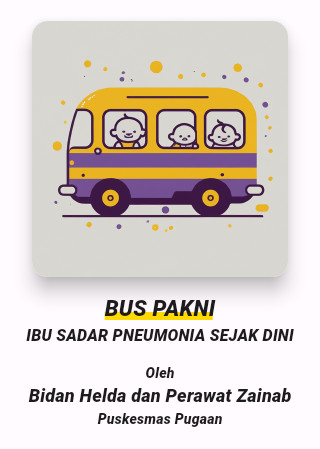 BUS PAKNI
IBU SADAR PNEUMONIA SEJAK DINI
Oleh
Bidan Helda dan Perawat Zainab
Puskesmas Pugaan